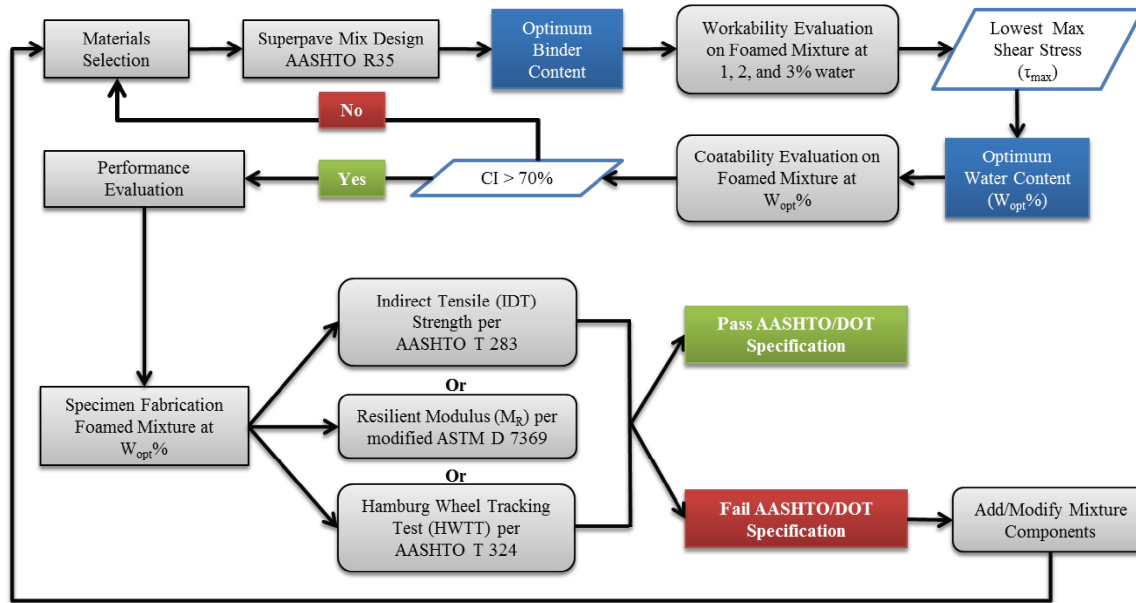 Materials
Selection
Superpave Mix Design
AASHTO R35
Optimum
Binder
Content
Workability Evaluation
on Foamed Mixture at
1, 2, and 3% water
Lowest Max
Shear Stress
(τmax)
No
Performance
Evaluation
Yes
CI > 70%
Coatability Evaluation on
Foamed Mixture at
Wopt%
Optimum
Water Content
(Wopt%)
Indirect Tensile (IDT)
Strength per
AASHTO T 283
Pass AASHTO/DOT
Specification
Or
Specimen Fabrication
Foamed Mixture at
Wopt%
Resilient Modulus (MR) per
modified ASTM D 7369
Or
Hamburg Wheel Tracking
Test (HWTT) per
AASHTO T 324
Fail AASHTO/DOT
Specification
Add/Modify Mixture
Components